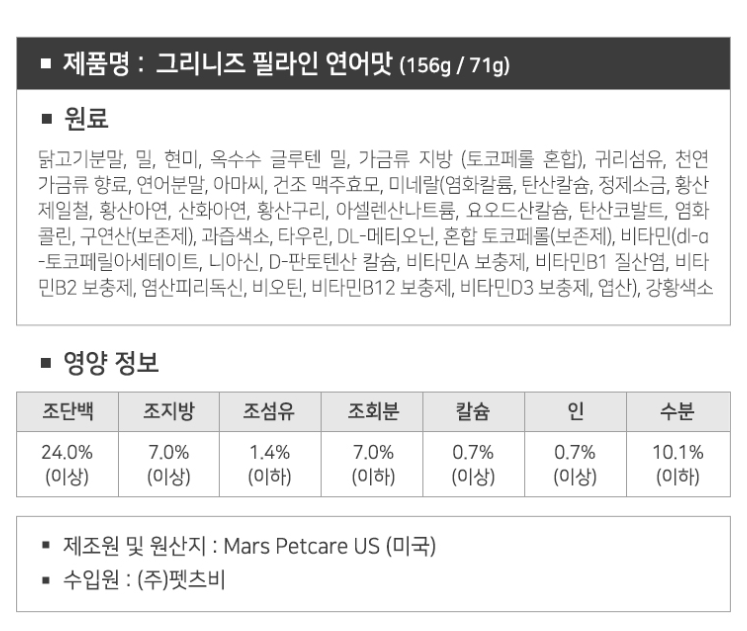 ■ 제품명 : 그리니즈 필라인 연어맛 (156g / 71g)
■ 원료
닭고기분말, 밀, 현미, 옥수수 글루텐 밀, 가금류 지방 (토코페롤 혼합), 귀리섬유, 천연
가금류 향료, 연어분말, 아마씨, 건조 맥주효모, 미네랄(염화칼륨, 탄산칼슘, 정제소금, 황산
제일철, 황산아연, 산화아연, 황산구리, 아셀렌산나트륨, 요오드산칼슘, 탄산코발트, 염화
콜린, 구연산(보존제), 과즙색소, 타우린, DL-메티오닌, 혼합 토코페롤(보존제), 비타민(dl-α
-토코페릴아세테이트, 니아신, D-판토텐산 칼슘, 비타민A 보충제, 비타민B1 질산염, 비타
민B2 보충제, 염산피리독신, 비오틴, 비타민B12 보충제, 비타민D3 보충제, 엽산), 강황색소
■ 영양 정보
조단백 조지방 조섬유 조회분 칼슘 인 수분
24.0% 7.0% 1.4% 7.0% 0.7% 0.7% 10.1%
(이상) (이상) (이하) (이하) (이상) (이상) (이하)
■ 제조원 및 원산지 : Mars Petcare US (미국)
■ 수입원 : (주)펫츠비